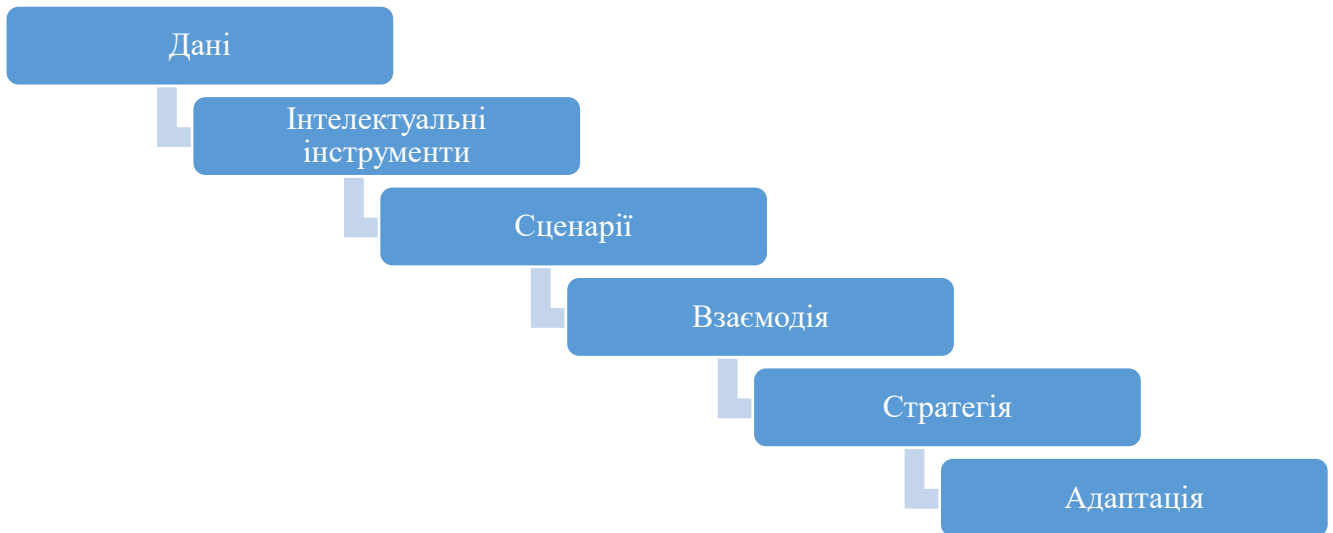 Дані
Інтелектуальні
інструменти
Сценарії
Взаємодія
Стратегія
Адаптація